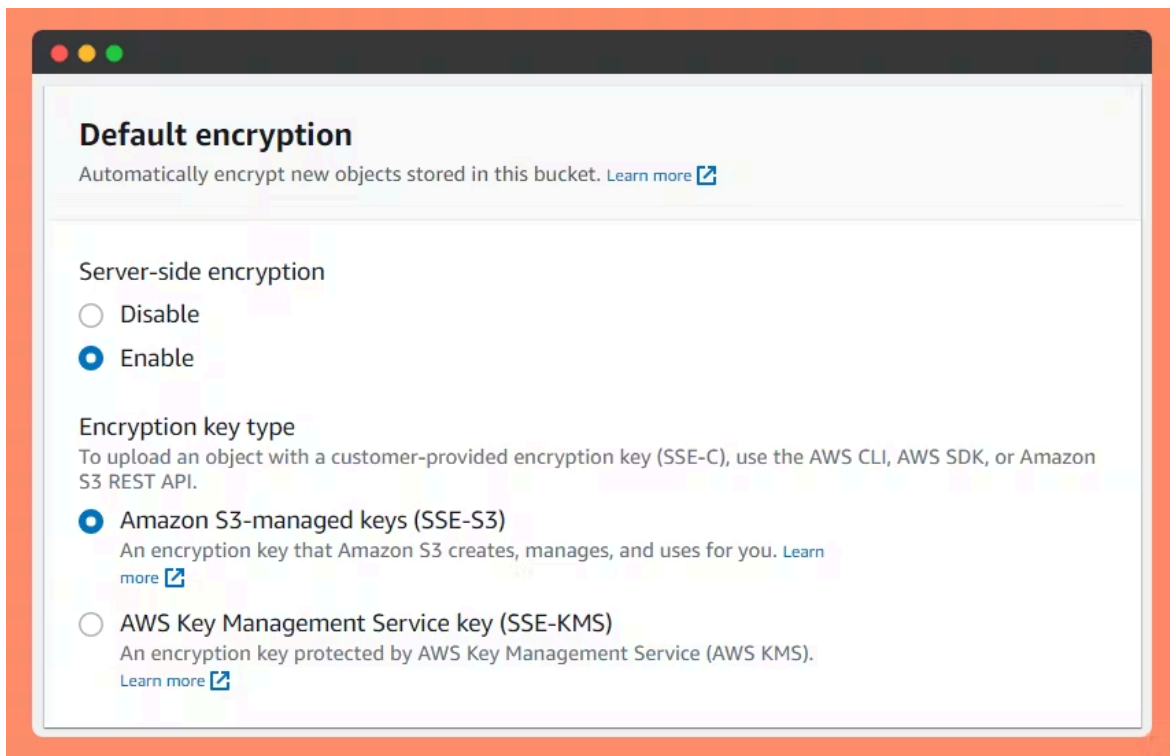 Default encryption
Automatically encrypt new objects stored in this bucket. Learn more
Server-side encryption
Disable
Enable
Encryption key type
To upload an object with a customer-provided encryption key (SSE-C), use the AWS CLI, AWS SDK, or Amazon
S3 REST API.
Amazon S3-managed keys (SSE-S3)
An encryption key that Amazon S3 creates, manages, and uses for you. Learn
more
AWS Key Management Service key (SSE-KMS)
An encryption key protected by AWS Key Management Service (AWS KMS).
Learn more